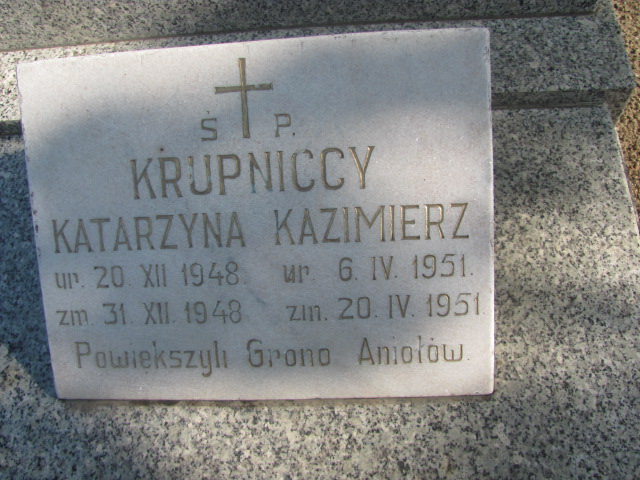 Ś P.
KRUPNICCY
KATARZYNA KAZIMIERZ
ur. 20. XII 1948. ur. 6. IV. 1951.
zm. 31. XII. 1948 zm. 20. IV. 1951
Powiększyli Grono Aniołów.